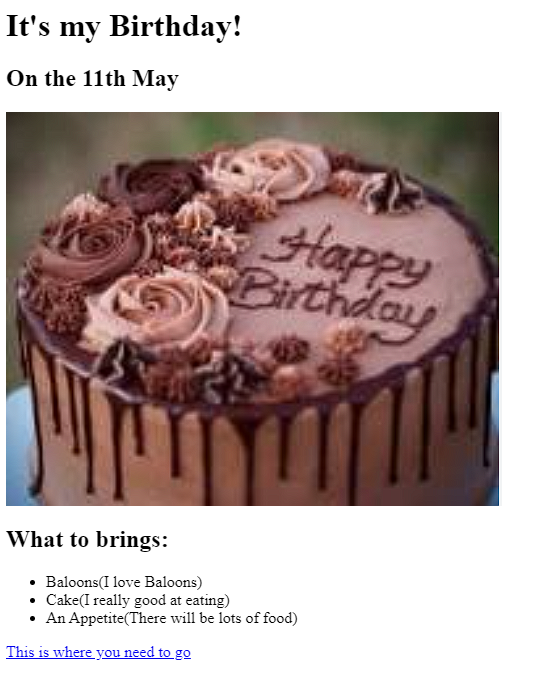 It's my Birthday!
On the 11th May
Happy
Birthday
What to brings:
Baloons(I love Baloons)
Cake(I really good at eating)
An Appetite(There will be lots of food)
This is where you need to go